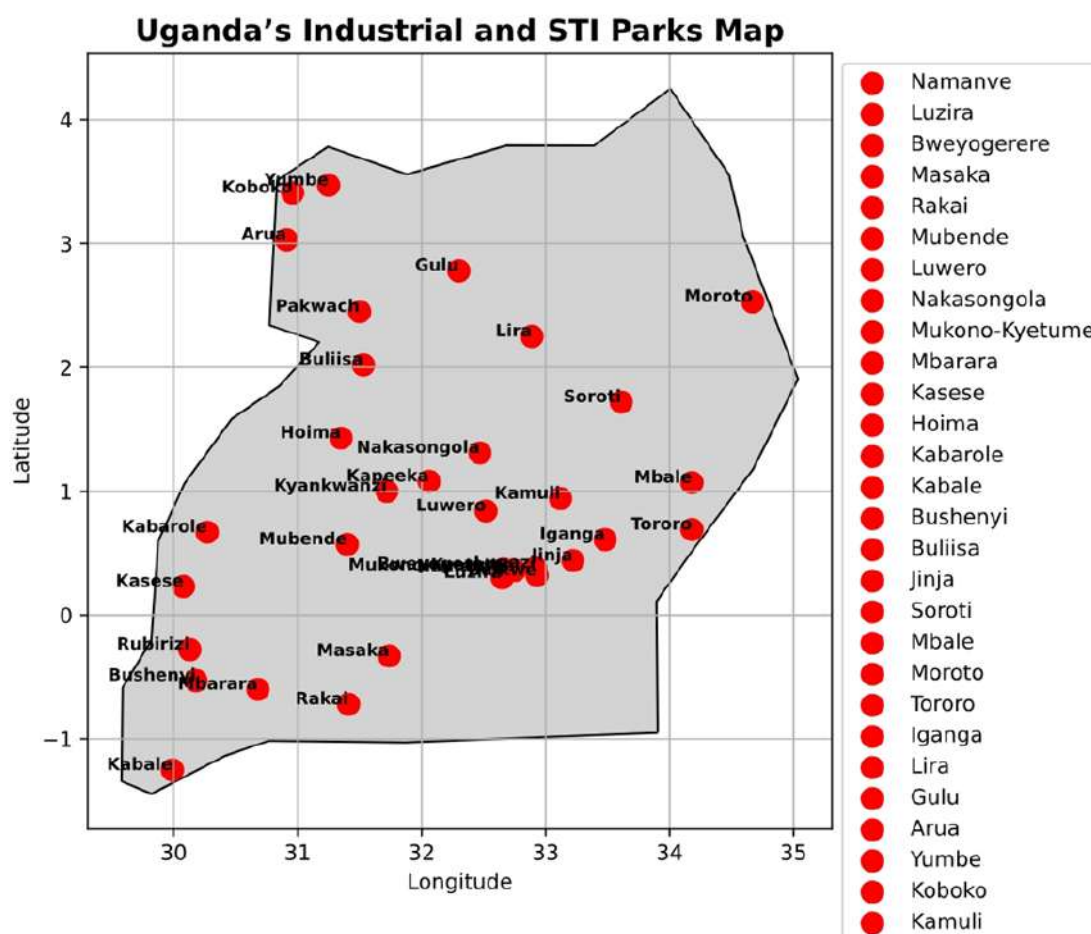 Uganda’s Industrial and STI Parks Map
Latitude
4
3
2
1
0
−1
30
31
32
33
34
35
Longitude
Yumbe
Koboko
Arua
Gulu
Pakwach
Moroto
Lira
Buliisa
Soroti
Hoima
Nakasongola
Kapeeka
Kyankwanzi
Mbale
Kamuli
Luwero
Kabarole
Tororo
Iganga
Mubende
Jinja
Luzira
Kasese
Rubirizi
Masaka
Bushenyi
Mbarara
Rakai
Kabale
Namanve
Luzira
Bweyogerere
Masaka
Rakai
Mubende
Luwero
Nakasongola
Mukono-Kyetume
Mbarara
Kasese
Hoima
Kabarole
Kabale
Bushenyi
Buliisa
Jinja
Soroti
Mbale
Moroto
Tororo
Iganga
Lira
Gulu
Arua
Yumbe
Koboko
Kamuli